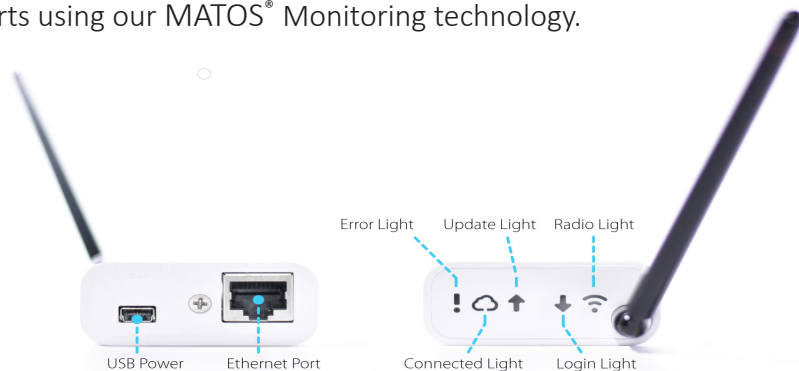 rts using our MATOS® Monitoring technology.
Error Light Update Light Radio Light
USB Power Ethernet Port Connected Light Login Light